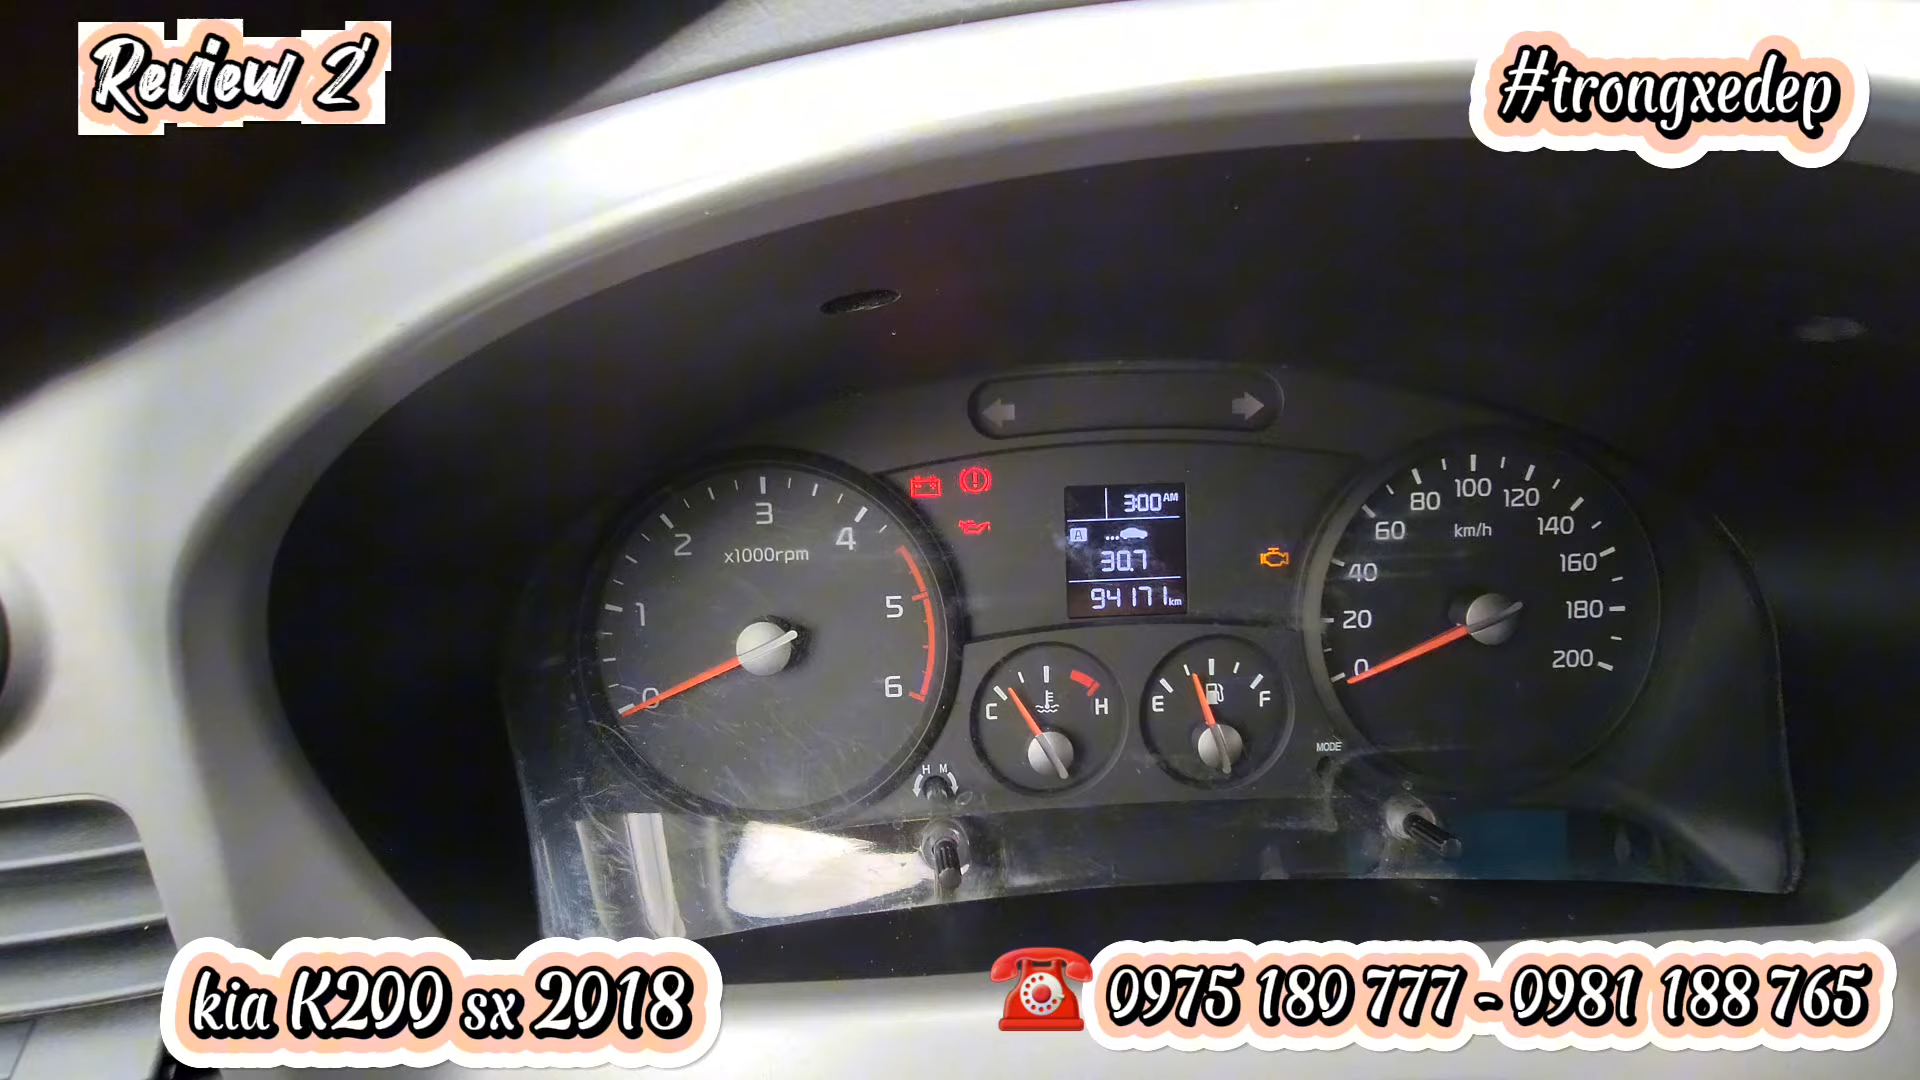 Review 2
#trongxedep
3:00 AM
A
30.7
94171 km
0 1 2 3 4 5 6
x1000rpm
0 20 40 60 80 100 120 140 160 180 200
km/h
C H
E F
H M
MODE
kia K200 sx 2018
0975 180 777 - 0981 188 765